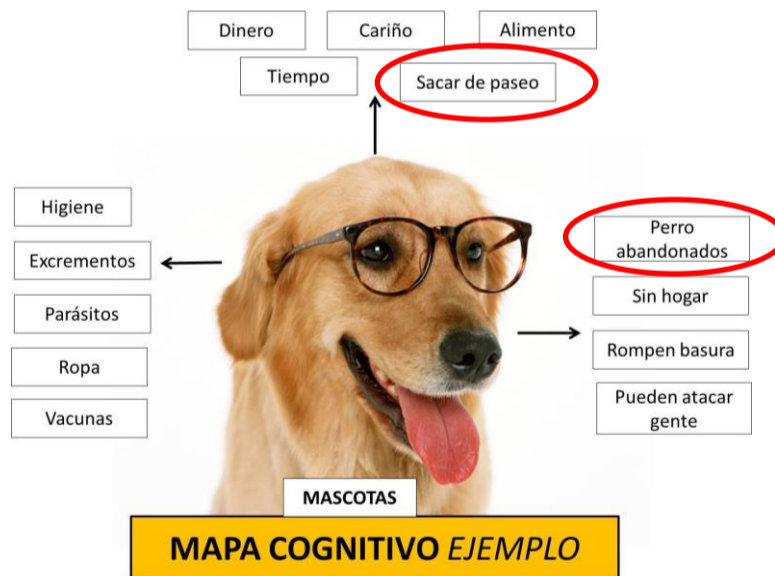 Dinero
Cariño
Alimento
Tiempo
Sacar de paseo
Higiene
Excrementos
Parásitos
Ropa
Vacunas
Perro
abandonados
Sin hogar
Rompen basura
Pueden atacar
gente
MASCOTAS
MAPA COGNITIVO EJEMPLO